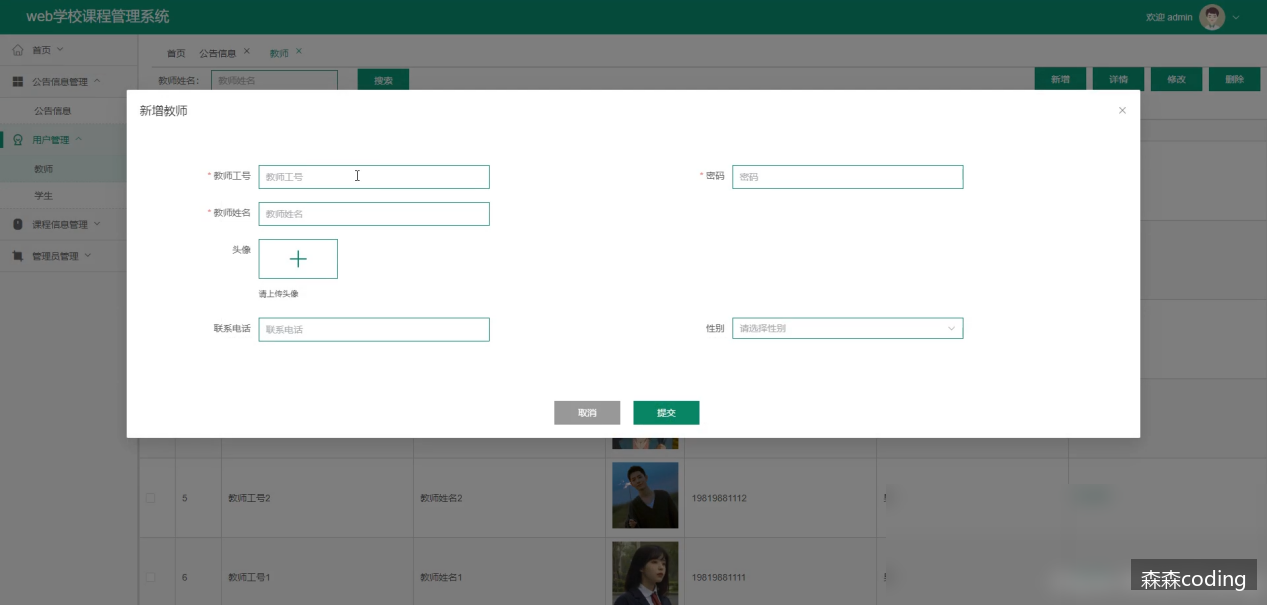 web学校课程管理系统
欢迎 admin
首页
首页
公告信息
教师
公告信息管理
教师姓名:
教师姓名
搜索
新增
详情
修改
删除
公告信息
用户管理
教师
学生
课程信息管理
管理员管理
新增教师
* 教师工号
教师工号
* 密码
密码
* 教师姓名
教师姓名
头像
请上传头像
联系电话
联系电话
性别
请选择性别
取消
提交
5
教师工号2
教师姓名2
19819881112
6
教师工号1
教师姓名1
19819881111
森森coding